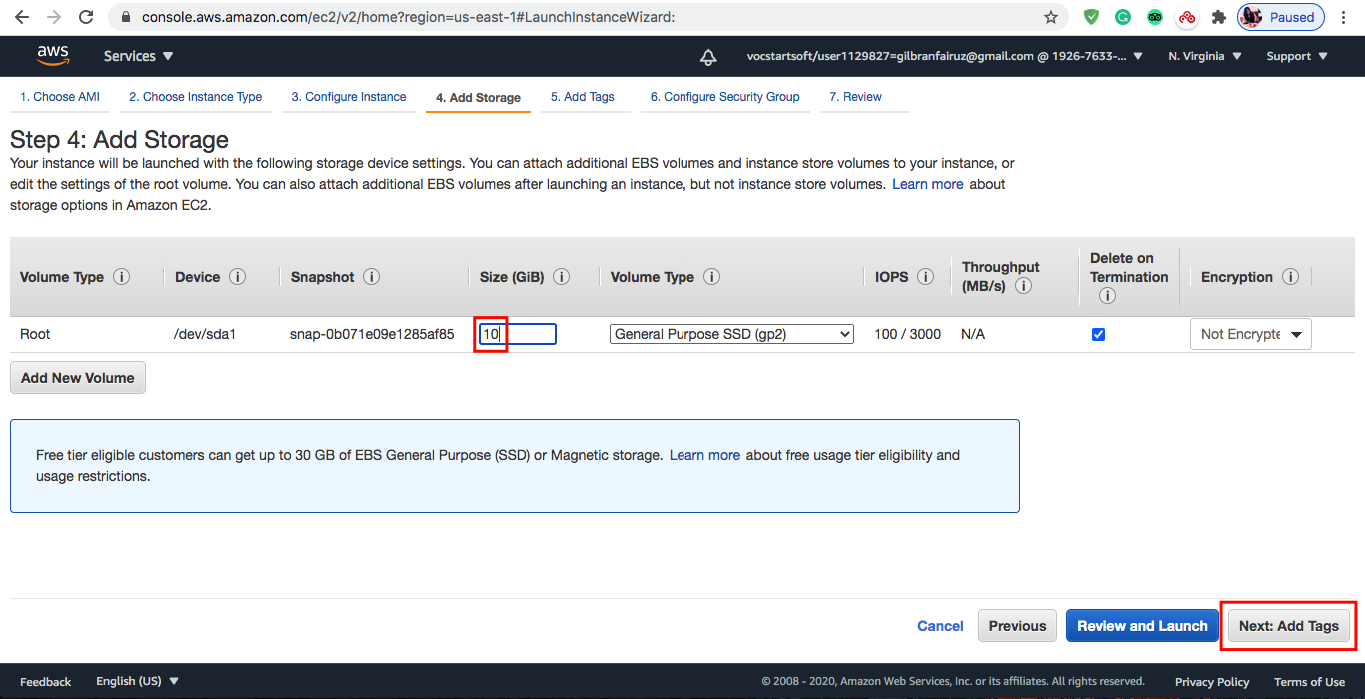 console.aws.amazon.com/ec2/v2/home?region=us-east-1#LaunchInstanceWizard:
Paused
aws
Services
vocstartsoft/user1129827=gilbranfairuz@gmail.com @ 1926-7633-...
N. Virginia
Support
1. Choose AMI
2. Choose Instance Type
3. Configure Instance
4. Add Storage
5. Add Tags
6. Configure Security Group
7. Review
Step 4: Add Storage
Your instance will be launched with the following storage device settings. You can attach additional EBS volumes and instance store volumes to your instance, or
edit the settings of the root volume. You can also attach additional EBS volumes after launching an instance, but not instance store volumes. Learn more about
storage options in Amazon EC2.
Volume Type
Device
Snapshot
Size (GiB)
Volume Type
IOPS
Throughput
(MB/s)
Delete on
Termination
Encryption
Root
/dev/sda1
snap-0b071e09e1285af85
10
General Purpose SSD (gp2)
100 / 3000
N/A
Not Encrypte
Add New Volume
Free tier eligible customers can get up to 30 GB of EBS General Purpose (SSD) or Magnetic storage. Learn more about free usage tier eligibility and
usage restrictions.
Cancel
Previous
Review and Launch
Next: Add Tags
Feedback
English (US)
© 2008 - 2020, Amazon Web Services, Inc. or its affiliates. All rights reserved.
Privacy Policy
Terms of Use